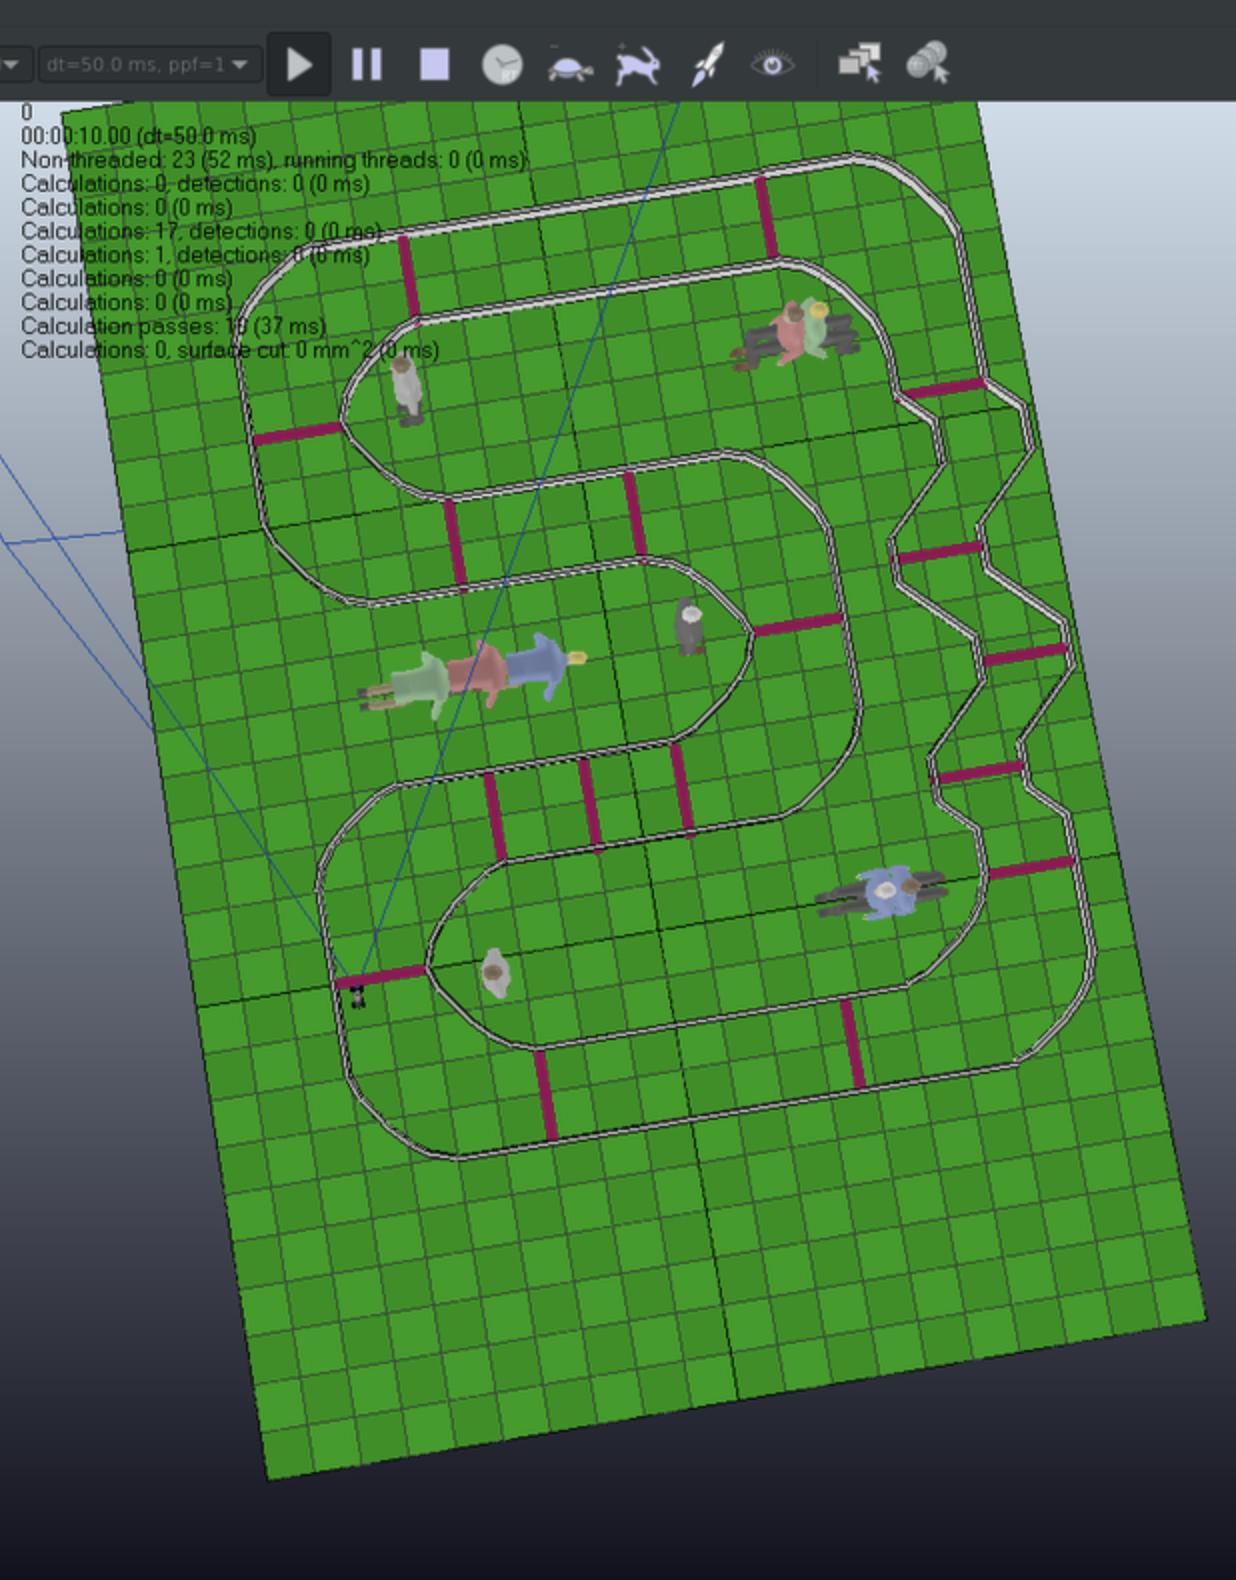 dt=50.0 ms, ppf=1
RT
0
00:00:10.00 (dt=50.0 ms)
Non-threaded: 23 (52 ms), running threads: 0 (0 ms)
Calculations: 0, detections: 0 (0 ms)
Calculations: 0 (0 ms)
Calculations: 17, detections: 0 (0 ms)
Calculations: 1, detections: 0 (6 ms)
Calculations: 0 (0 ms)
Calculations: 0 (0 ms)
Calculation passes: (37 ms)
Calculations: 0, surface cut: 0 mm^2 (0 ms)